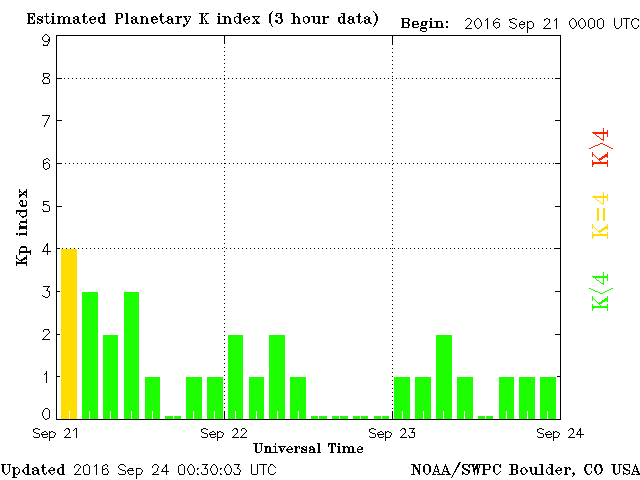 Estimated Planetary K index (3 hour data)
Begin: 2016 Sep 21 0000 UTC
9
8
7
6
5
4
3
2
1
0
Kp index
K>4
K=4
K<4
Sep 21
Sep 22
Sep 23
Sep 24
Universal Time
Updated 2016 Sep 24 00:30:03 UTC
NOAA/SWPC Boulder, CO USA